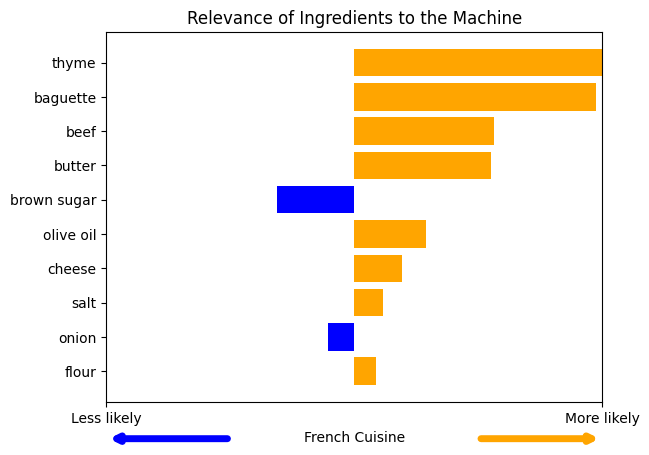 Relevance of Ingredients to the Machine
thyme
baguette
beef
butter
brown sugar
olive oil
cheese
salt
onion
flour
Less likely
More likely
French Cuisine